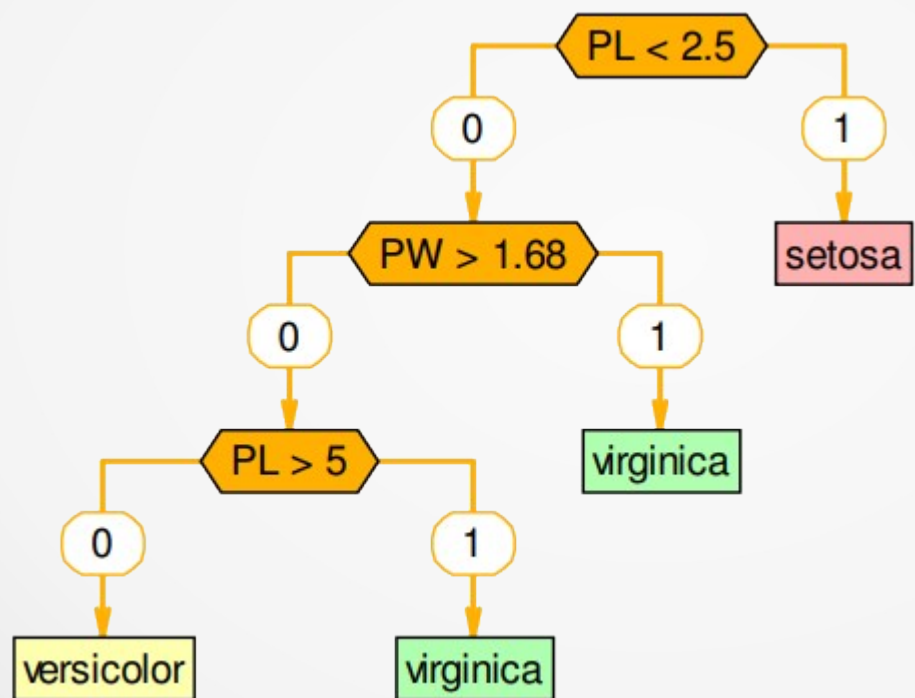 PL < 2.5
0
1
PW > 1.68
setosa
0
1
PL > 5
virginica
0
1
versicolor
virginica